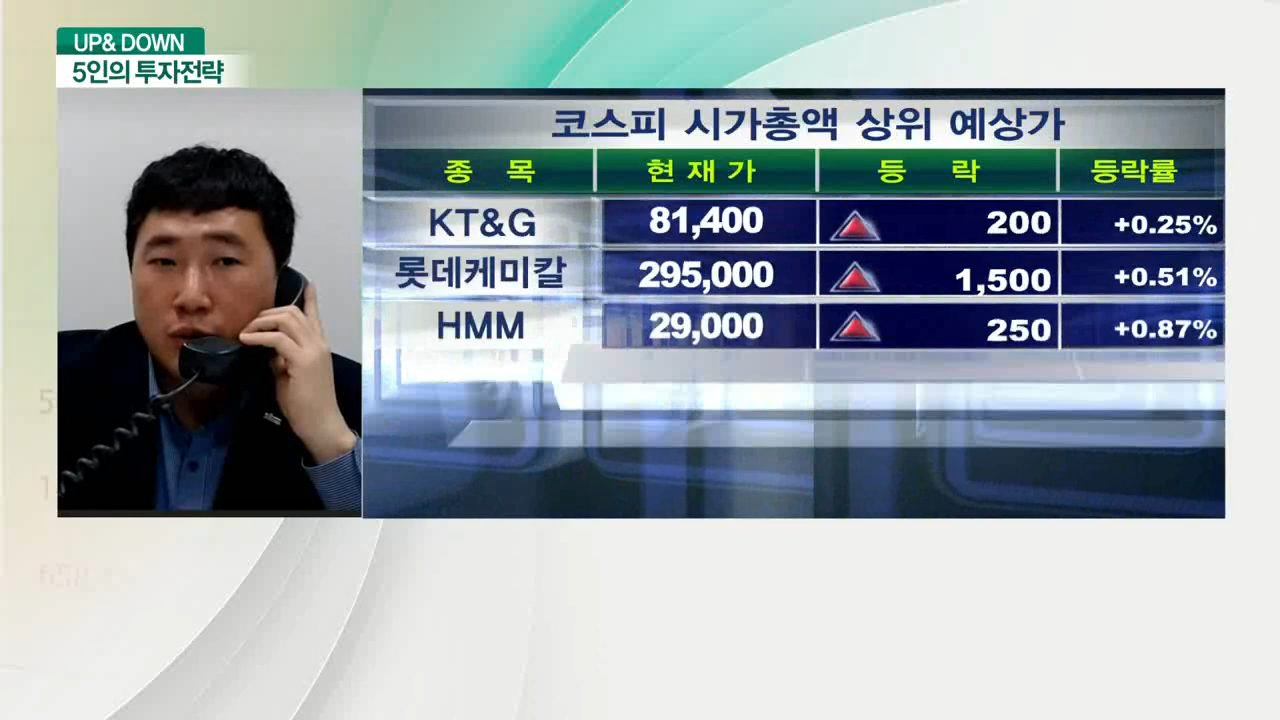 UP& DOWN
5인의 투자전략
코스피 시가총액 상위 예상가
종 목 현 재 가 등 락 등락률
KT&G 81,400 ▲ 200 +0.25%
롯데케미칼 295,000 ▲ 1,500 +0.51%
HMM 29,000 ▲ 250 +0.87%